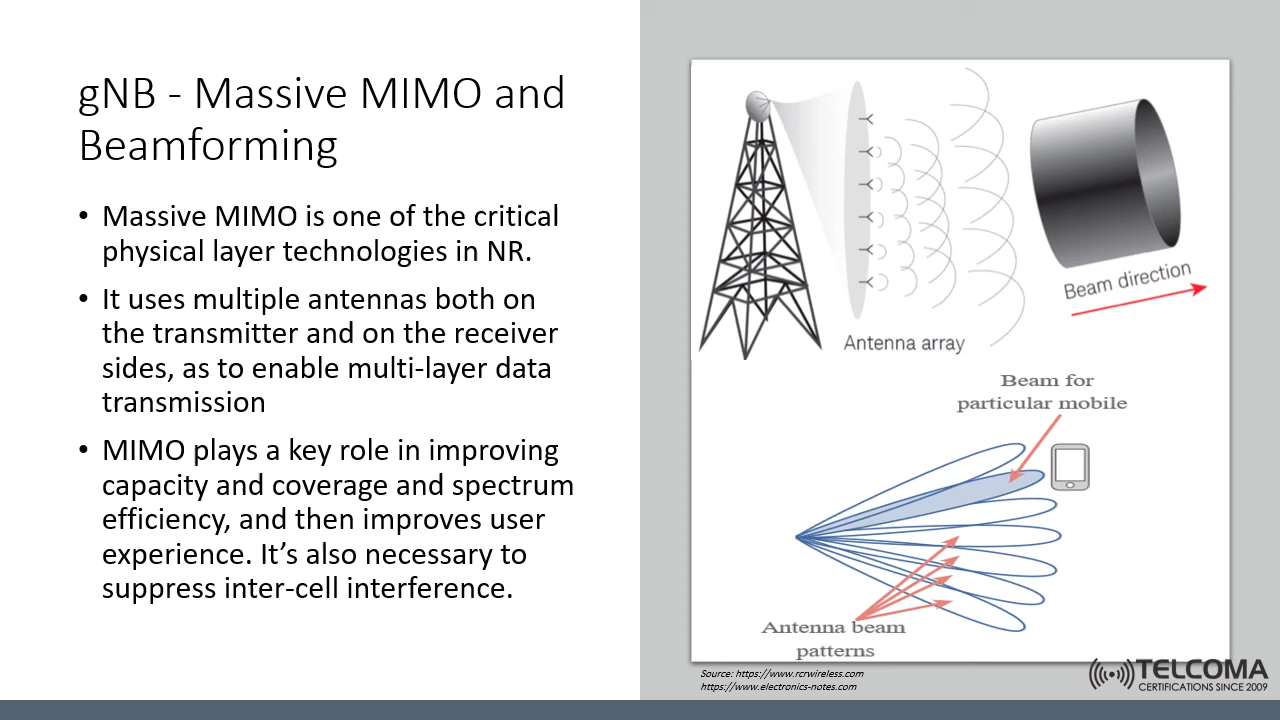 gNB - Massive MIMO and
Beamforming
• Massive MIMO is one of the critical
physical layer technologies in NR.
• It uses multiple antennas both on
the transmitter and on the receiver
sides, as to enable multi-layer data
transmission
• MIMO plays a key role in improving
capacity and coverage and spectrum
efficiency, and then improves user
experience. It’s also necessary to
suppress inter-cell interference.
Beam direction
Antenna array
Beam for
particular mobile
Antenna beam
patterns
Source: https://www.rcrwireless.com
https://www.electronics-notes.com
TELCOMA
CERTIFICATIONS SINCE 2009